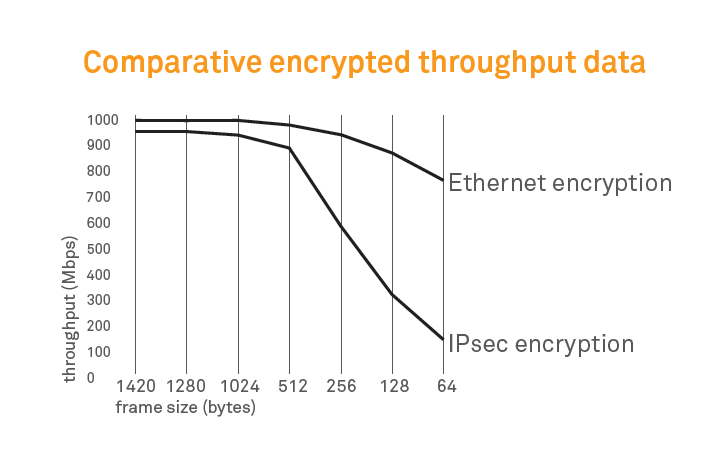 Comparative encrypted throughput data
1000
900
800
700
600
500
400
300
200
100
0
throughput (Mbps)
Ethernet encryption
IPsec encryption
1420 1280 1024 512 256 128 64
frame size (bytes)